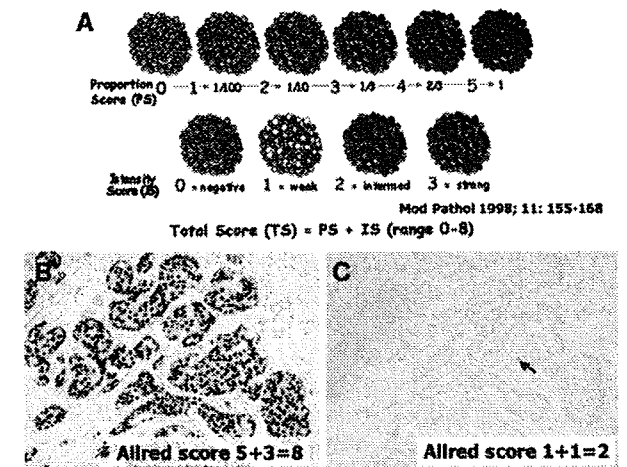 A
Proportion 0 1 = 1/100 2 = 1/10 3 = 1/3 4 = 2/3 5 = 1
Score (PS)
Intensity
Score (IS) 0 = negative 1 = weak 2 = intermed 3 = strong
Mod Pathol 1998; 11: 155-168
Total Score (TS) = PS + IS (range 0-8)
B
Allred score 5+3=8
C
Allred score 1+1=2